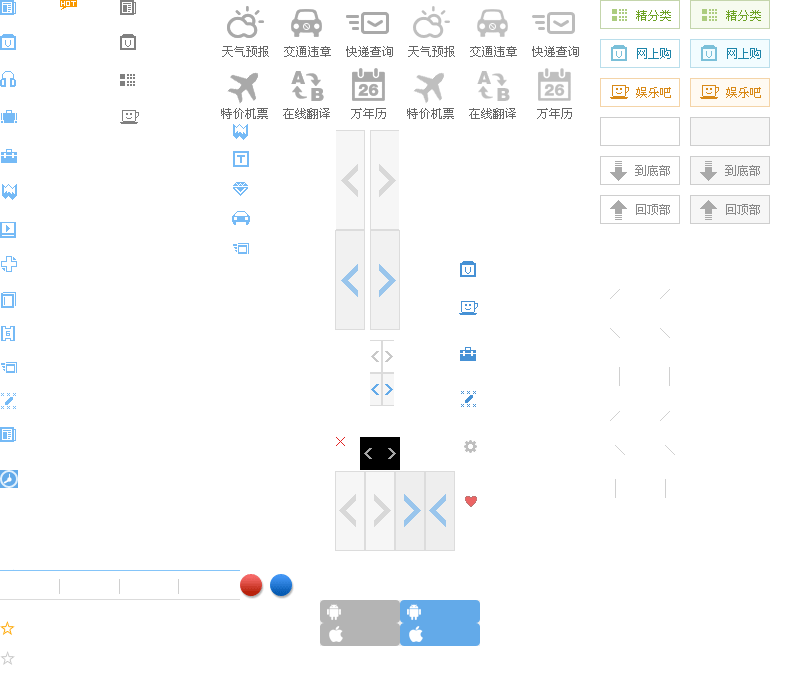 HOT
天气预报 交通违章 快递查询 天气预报 交通违章 快递查询
A B 26 A B 26
特价机票 在线翻译 万年历 特价机票 在线翻译 万年历
精分类 精分类
网上购 网上购
娱乐吧 娱乐吧
到底部 到底部
回顶部 回顶部